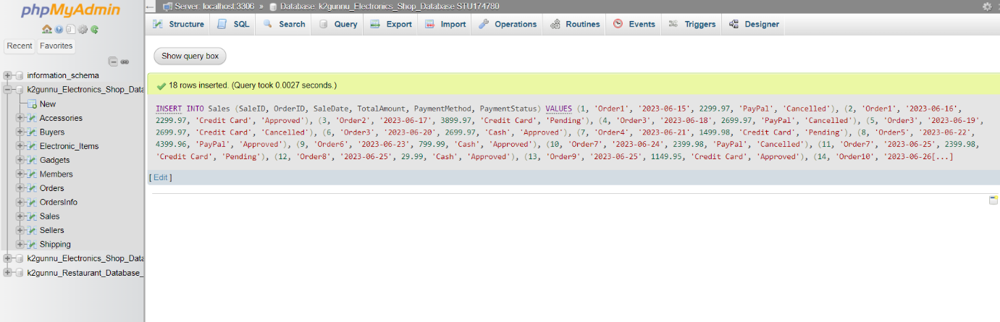 phpMyAdmin
Server: localhost:3306 » Database: k2gunnu_Electronics_Shop_Database STU174780
Structure SQL Search Query Export Import Operations Routines Events Triggers Designer
Recent Favorites
Show query box
information_schema
k2gunnu_Electronics_Shop_Data
New
Accessories
Buyers
Electronic_Items
Gadgets
Members
Orders
OrdersInfo
Sales
Sellers
Shipping
k2gunnu_Electronics_Shop_Data
k2gunnu_Restaurant_Database_
18 rows inserted. (Query took 0.0027 seconds.)
INSERT INTO Sales (SaleID, OrderID, SaleDate, TotalAmount, PaymentMethod, PaymentStatus) VALUES (1, 'Order1', '2023-06-15', 2299.97, 'PayPal', 'Cancelled'), (2, 'Order1', '2023-06-16',
2299.97, 'Credit Card', 'Approved'), (3, 'Order2', '2023-06-17', 3899.97, 'Credit Card', 'Pending'), (4, 'Order3', '2023-06-18', 2699.97, 'PayPal', 'Cancelled'), (5, 'Order3', '2023-06-19',
2699.97, 'Credit Card', 'Cancelled'), (6, 'Order3', '2023-06-20', 2699.97, 'Cash', 'Approved'), (7, 'Order4', '2023-06-21', 1499.98, 'Credit Card', 'Pending'), (8, 'Order5', '2023-06-22',
4399.96, 'PayPal', 'Approved'), (9, 'Order6', '2023-06-23', 799.99, 'Cash', 'Approved'), (10, 'Order7', '2023-06-24', 2399.98, 'PayPal', 'Cancelled'), (11, 'Order7', '2023-06-25', 2399.98,
'Credit Card', 'Pending'), (12, 'Order8', '2023-06-25', 29.99, 'Cash', 'Approved'), (13, 'Order9', '2023-06-25', 1149.95, 'Credit Card', 'Approved'), (14, 'Order10', '2023-06-26[...]
[ Edit ]